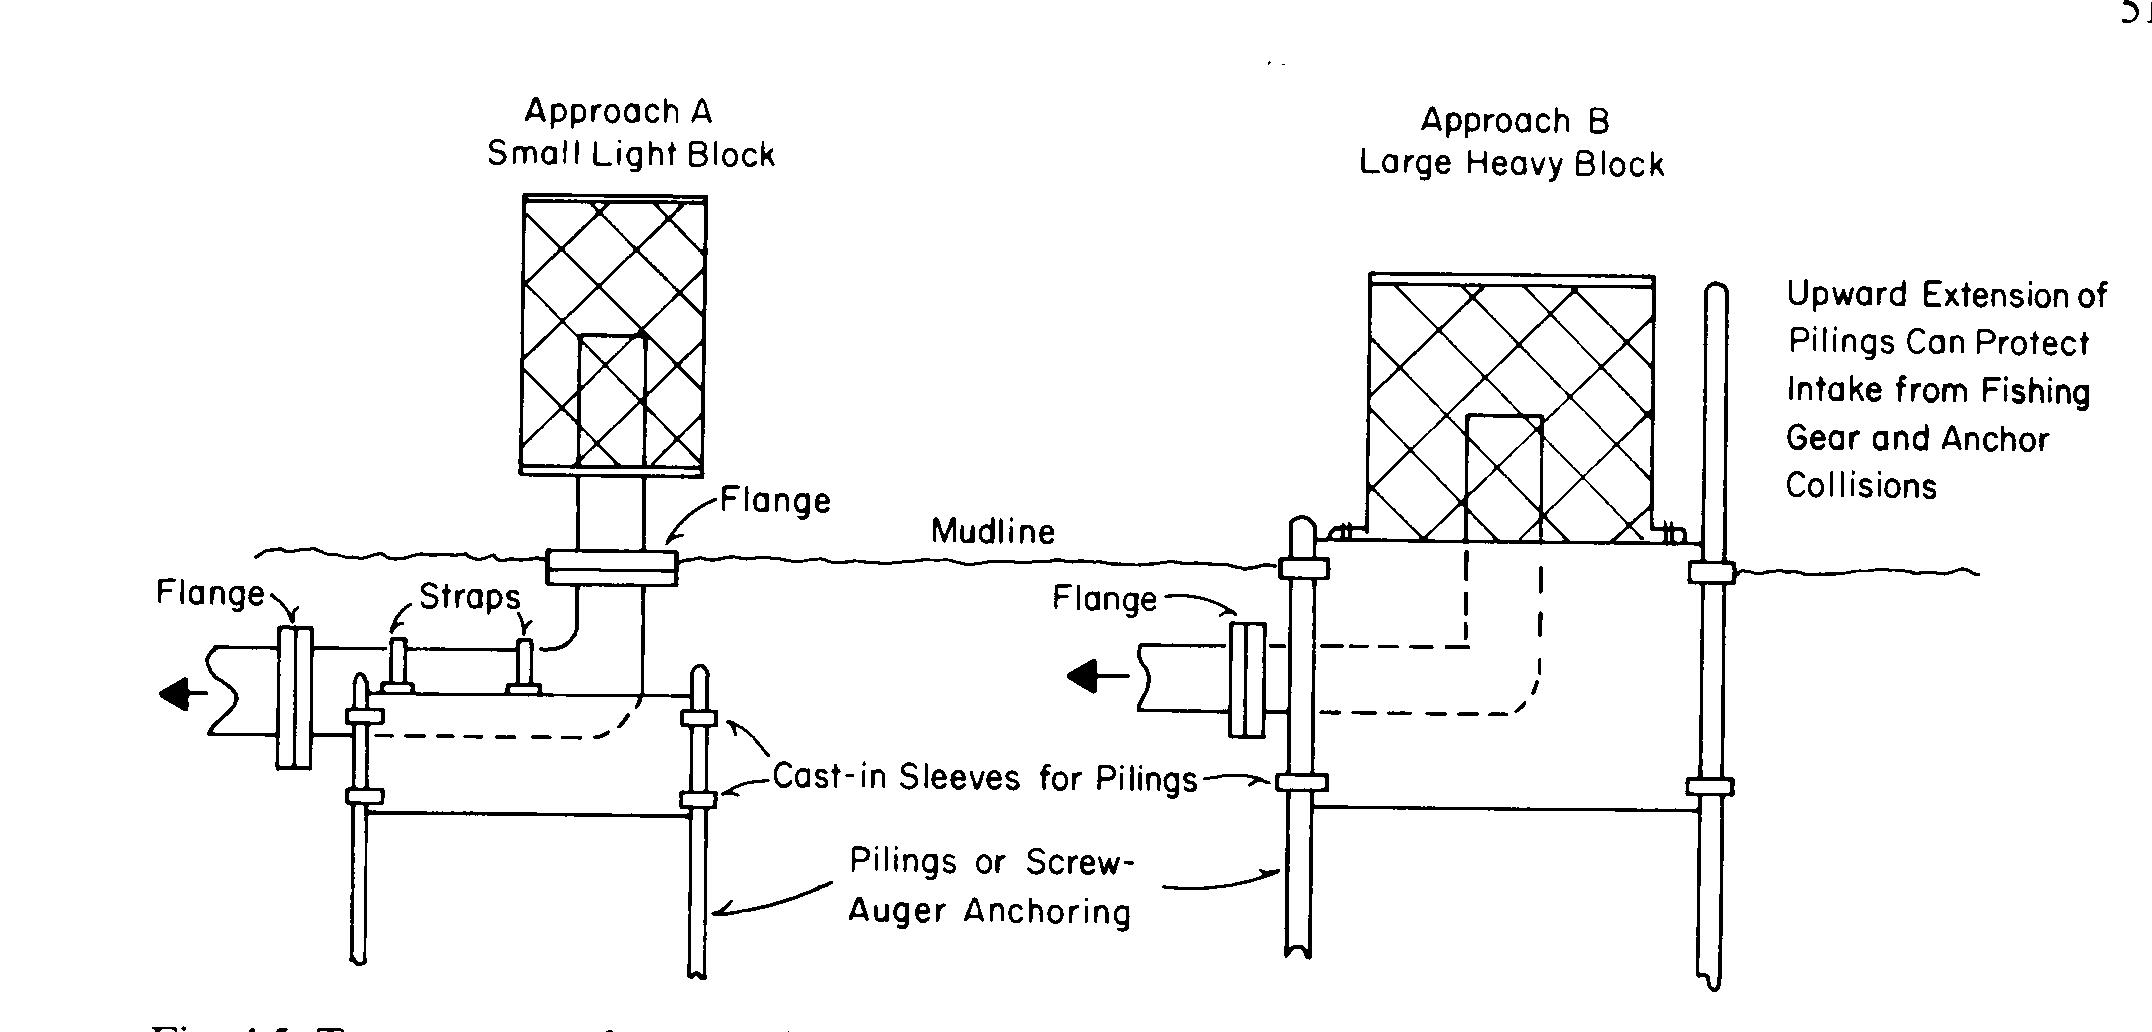 51
Approach A
Small Light Block
Approach B
Large Heavy Block
Upward Extension of
Pilings Can Protect
Intake from Fishing
Gear and Anchor
Collisions
Flange
Mudline
Flange
Straps
Flange
Cast-in Sleeves for Pilings
Pilings or Screw-
Auger Anchoring